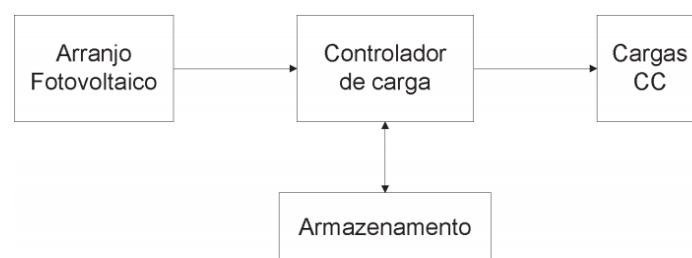 Arranjo
Fotovoltaico
Controlador
de carga
Cargas
CC
Armazenamento